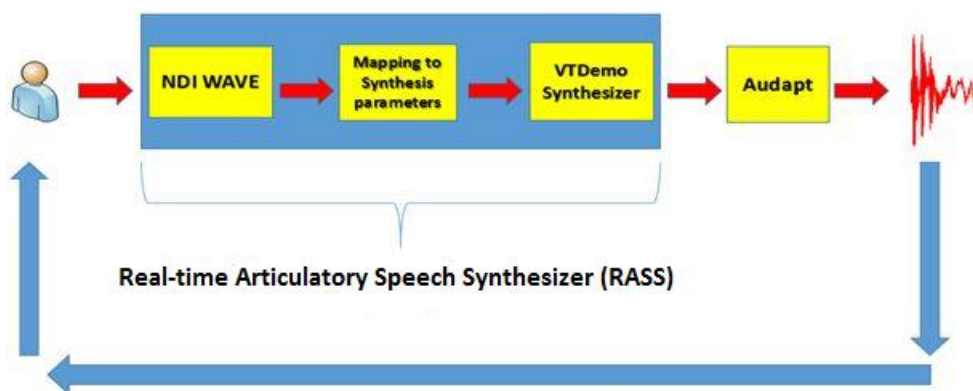 NDI WAVE
Mapping to
Synthesis
parameters
VTDemo
Synthesizer
Audapt
Real-time Articulatory Speech Synthesizer (RASS)